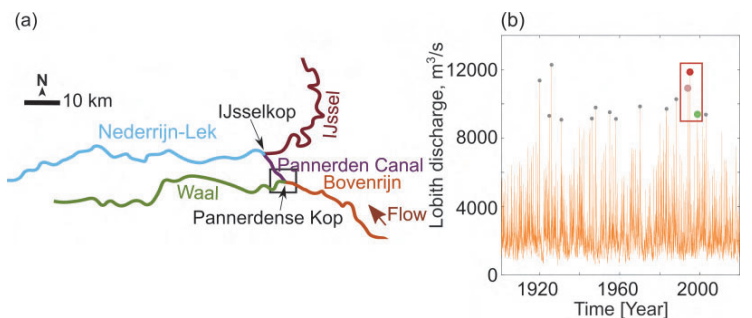 (a)
N
10 km
IJsselkop
IJssel
Nederrijn-Lek
Pannerden Canal
Bovenrijn
Waal
Pannerdense Kop
Flow
(b)
Lobith discharge, m³/s
12000
8000
4000
0
1920
1960
2000
Time [Year]